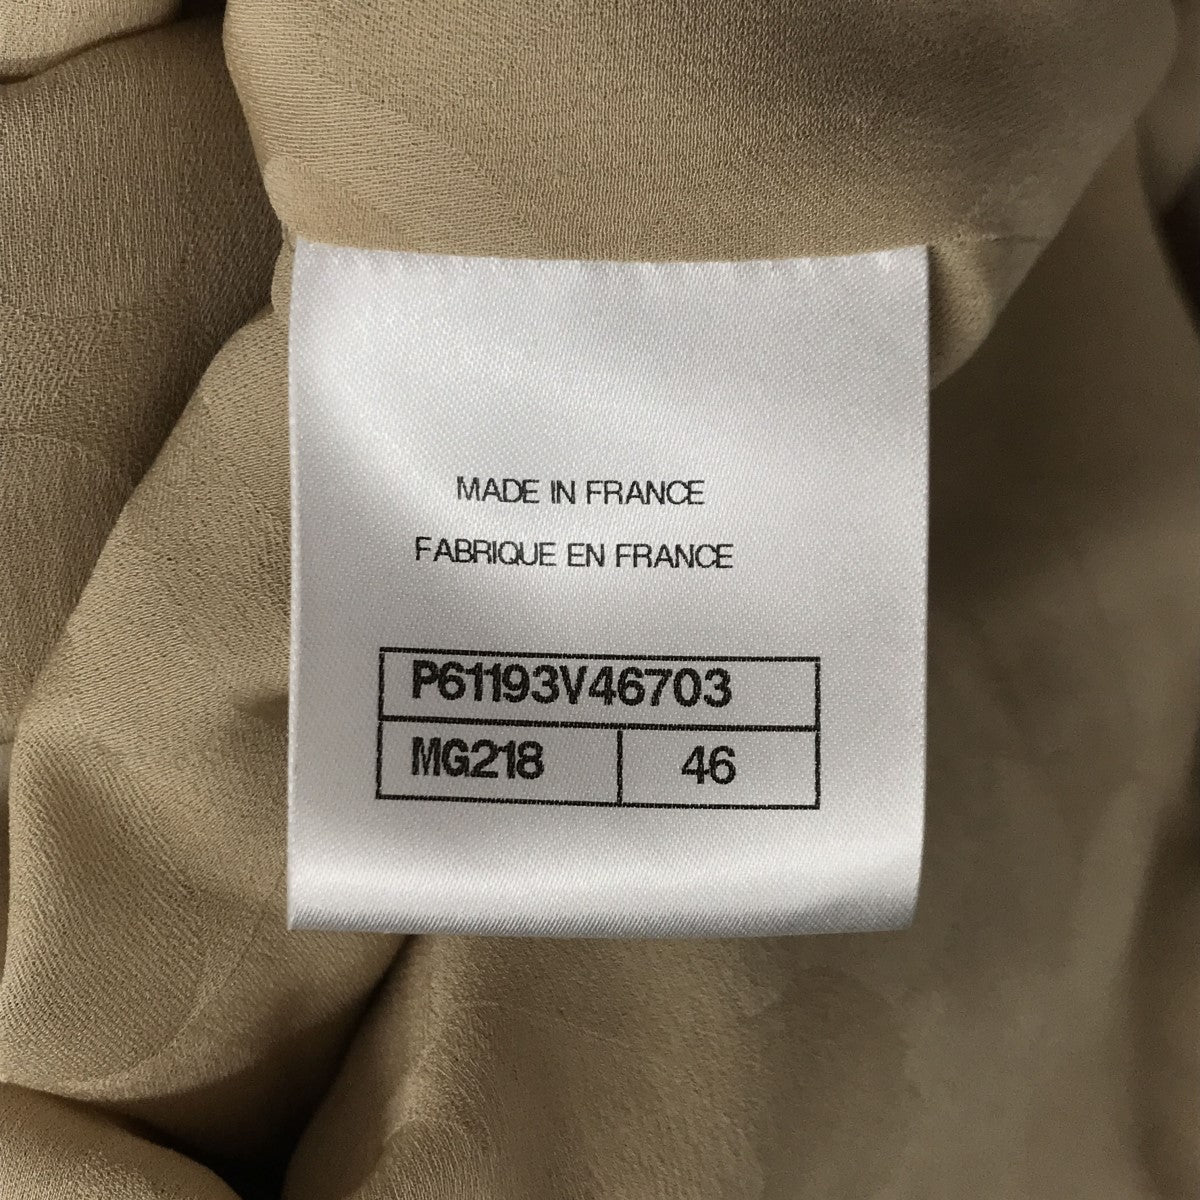 MADE IN FRANCE
FABRIQUE EN FRANCE
P61193V46703
MG218 46